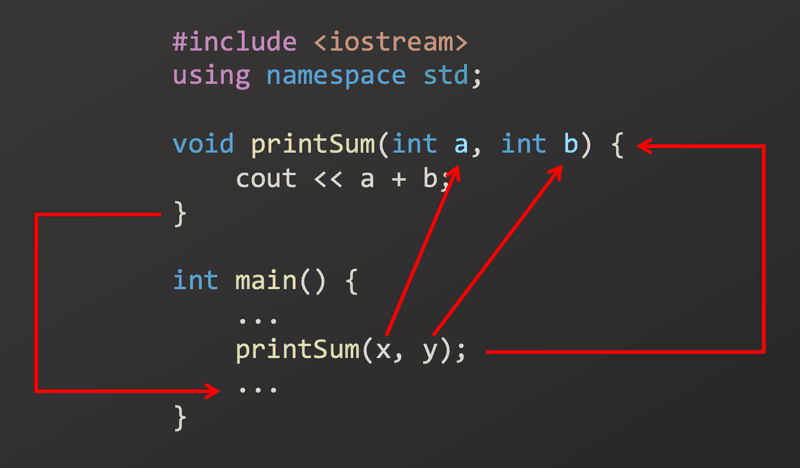 #include <iostream>
using namespace std;
void printSum(int a, int b) {
cout << a + b;
}
int main() {
...
printSum(x, y);
...
}